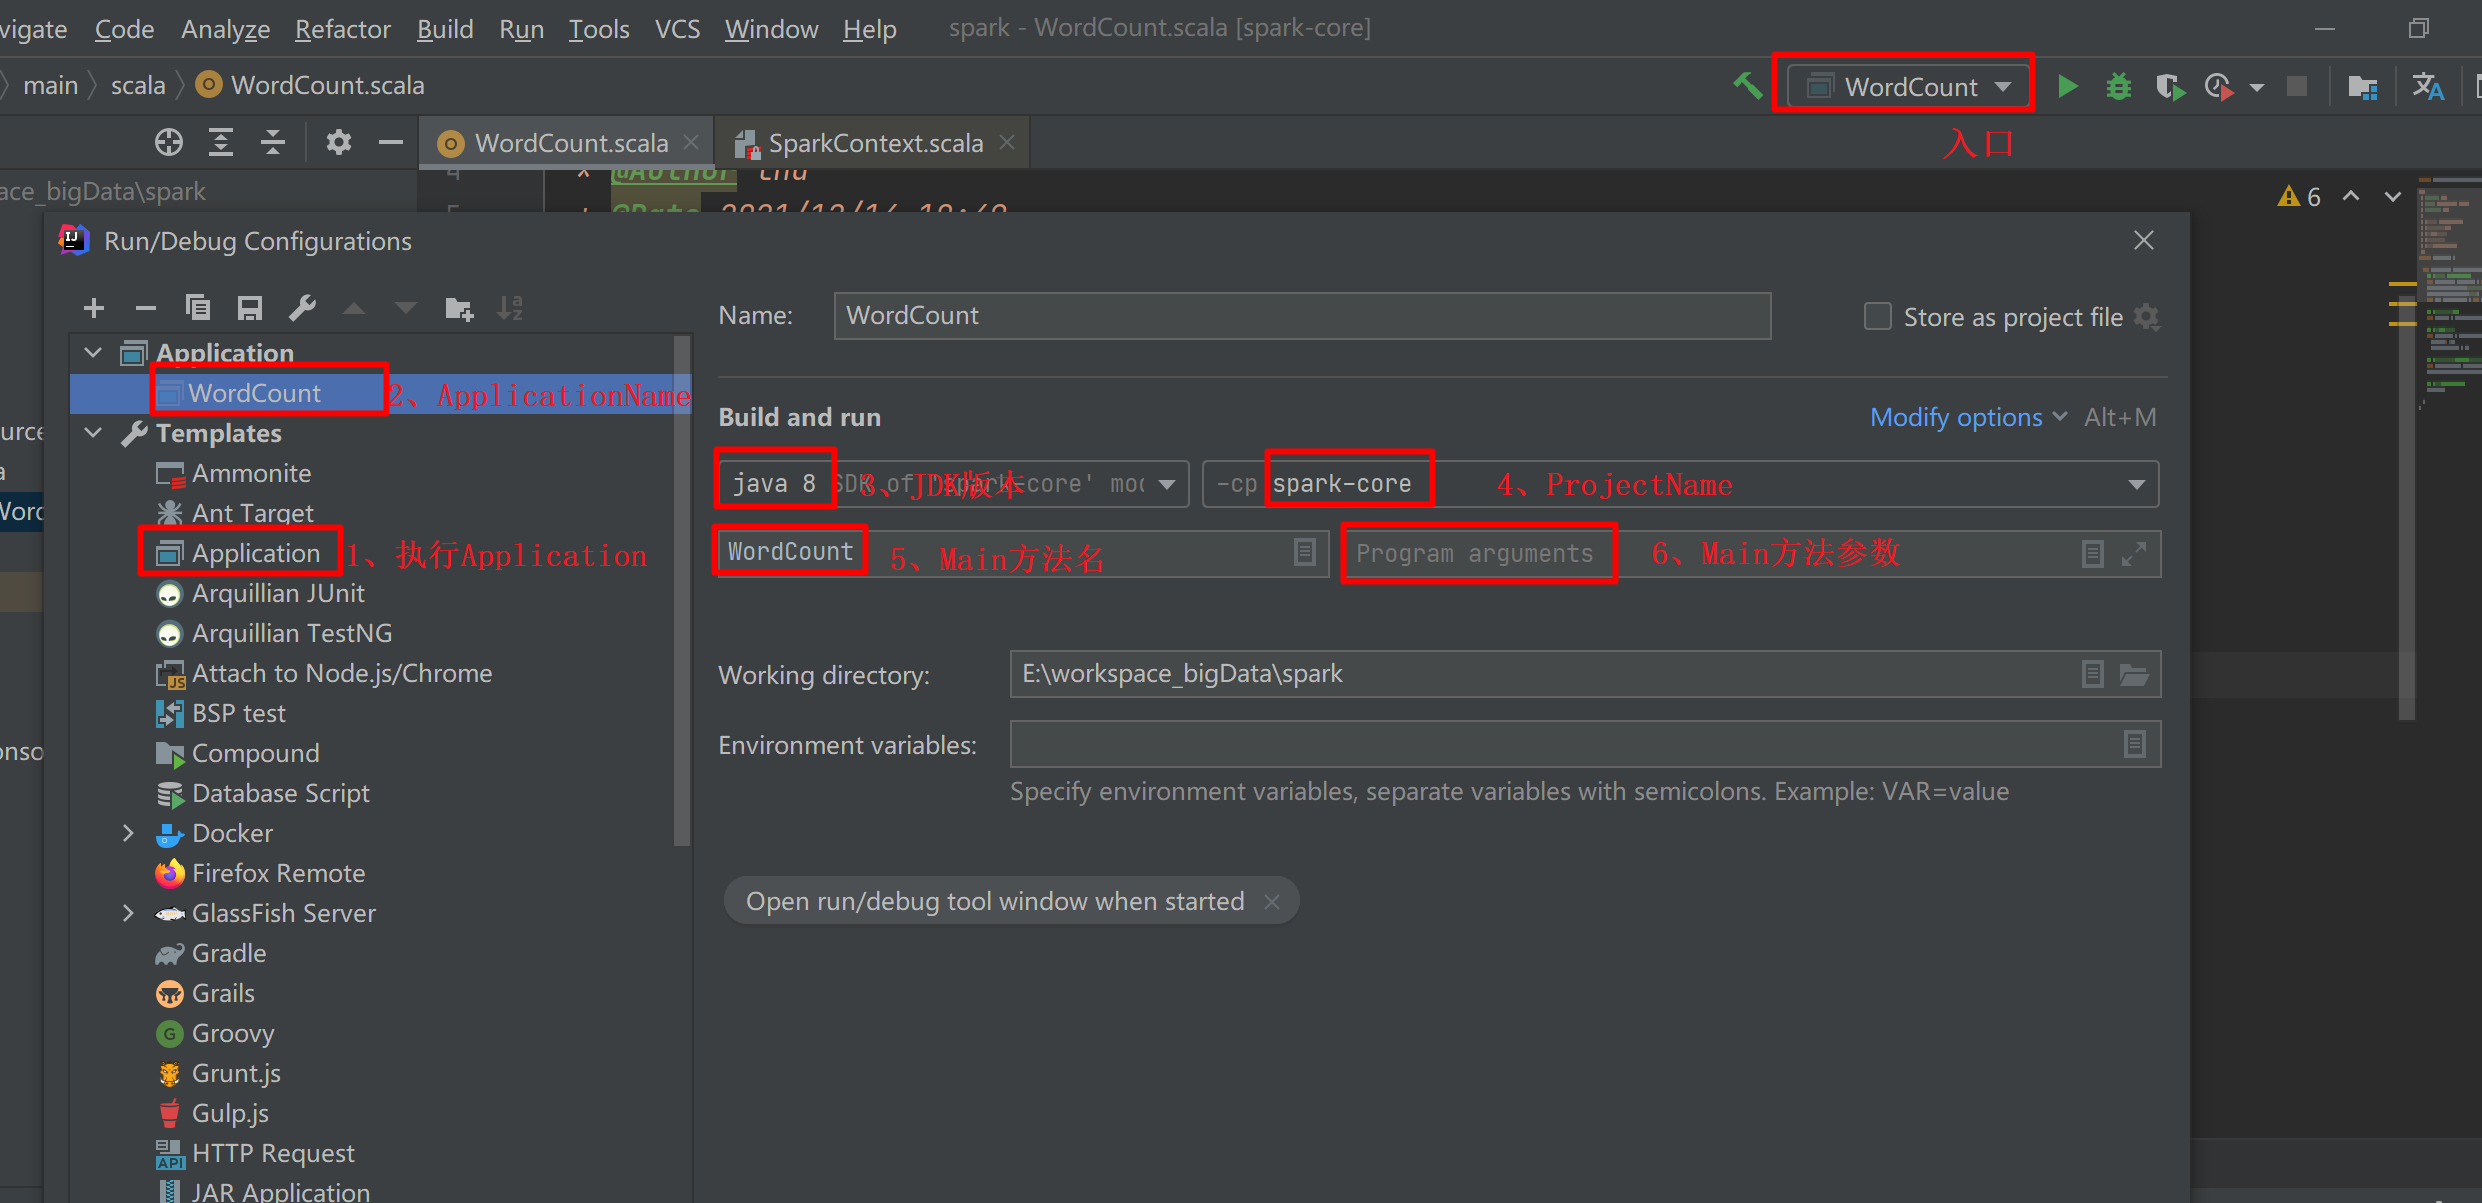 vigate Code Analyze Refactor Build Run Tools VCS Window Help spark - WordCount.scala [spark-core]
main scala WordCount.scala WordCount
入口
WordCount.scala SparkContext.scala
ace_bigData\spark
@Author
5 @Date 2021/12/14
6
Run/Debug Configurations
Name: WordCount Store as project file
Application
WordCount 2、ApplicationName
Build and run Modify options Alt+M
urce
Templates
Ammonite
java 8 SDK of 'spark-core' mod 3、JDK版本 -cp spark-core 4、ProjectName
Word
Ant Target
Application 1、执行Application
WordCount 5、Main方法名 Program arguments 6、Main方法参数
Arquillian JUnit
Arquillian TestNG
Attach to Node.js/Chrome
Working directory: E:\workspace_bigData\spark
BSP test
Environment variables:
onso
Compound
Database Script
Specify environment variables, separate variables with semicolons. Example: VAR=value
Docker
Firefox Remote
GlassFish Server
Open run/debug tool window when started
Gradle
Grails
Groovy
Grunt.js
Gulp.js
HTTP Request
JAR Application